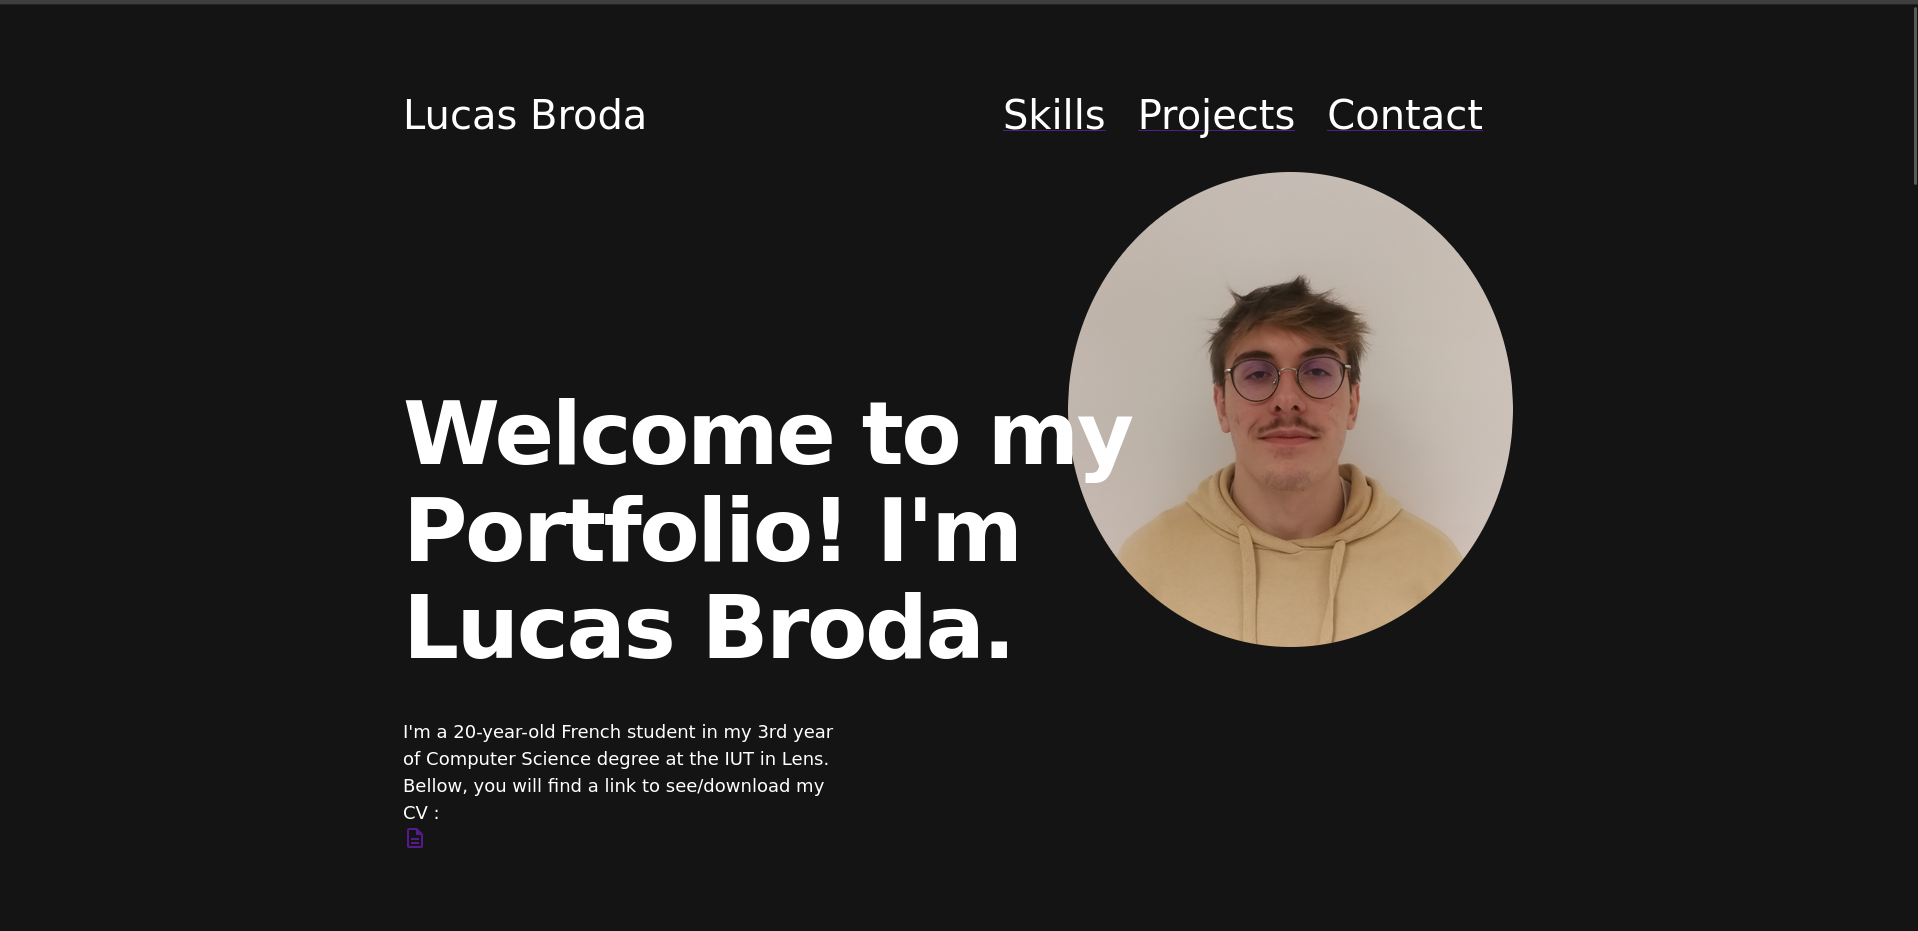 Lucas Broda
Skills Projects Contact
Welcome to my
Portfolio! I'm
Lucas Broda.
I'm a 20-year-old French student in my 3rd year
of Computer Science degree at the IUT in Lens.
Bellow, you will find a link to see/download my
CV :